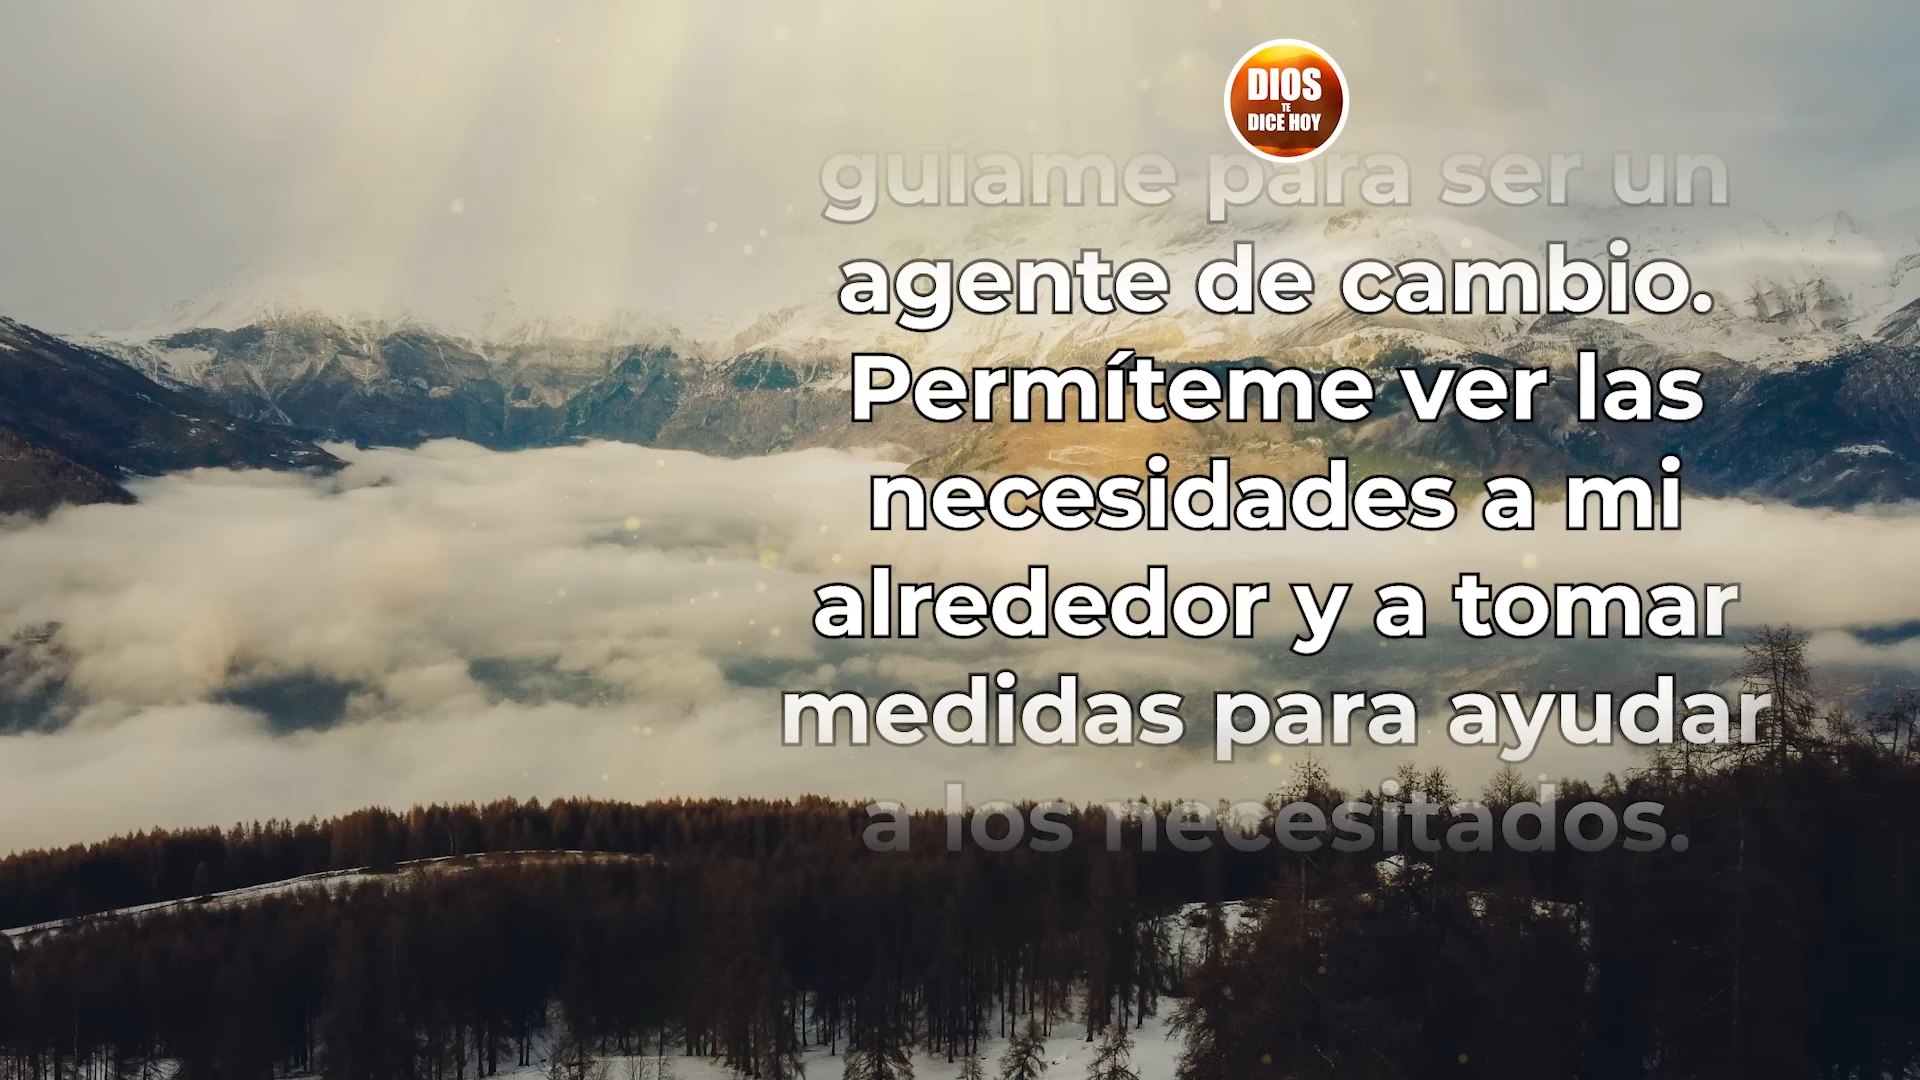 DIOS
TE
DICE HOY
guíame para ser un
agente de cambio.
Permíteme ver las
necesidades a mi
alrededor y a tomar
medidas para ayudar
a los necesitados.